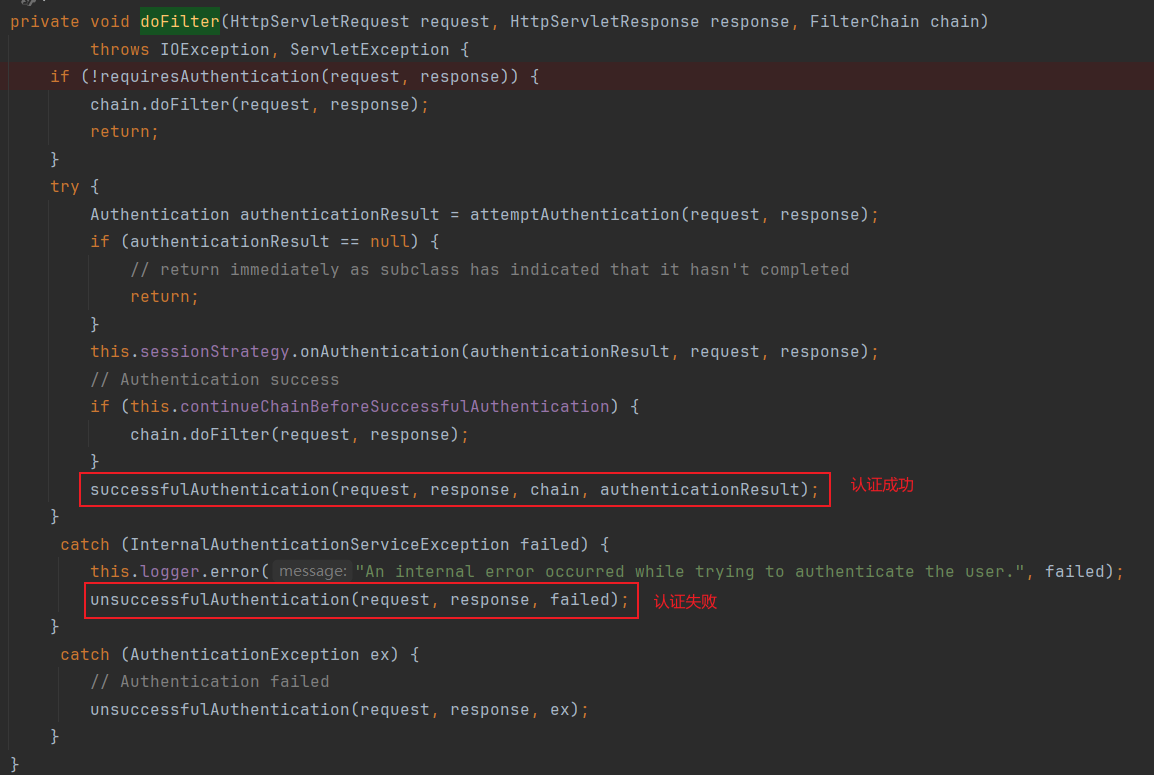 private void doFilter(HttpServletRequest request, HttpServletResponse response, FilterChain chain)
        throws IOException, ServletException {
    if (!requiresAuthentication(request, response)) {
        chain.doFilter(request, response);
        return;
    }
    try {
        Authentication authenticationResult = attemptAuthentication(request, response);
        if (authenticationResult == null) {
            // return immediately as subclass has indicated that it hasn't completed
            return;
        }
        this.sessionStrategy.onAuthentication(authenticationResult, request, response);
        // Authentication success
        if (this.continueChainBeforeSuccessfulAuthentication) {
            chain.doFilter(request, response);
        }
        successfulAuthentication(request, response, chain, authenticationResult); 认证成功
    }
     catch (InternalAuthenticationServiceException failed) {
        this.logger.error( message: "An internal error occurred while trying to authenticate the user.", failed);
        unsuccessfulAuthentication(request, response, failed); 认证失败
    }
     catch (AuthenticationException ex) {
        // Authentication failed
        unsuccessfulAuthentication(request, response, ex);
    }
}